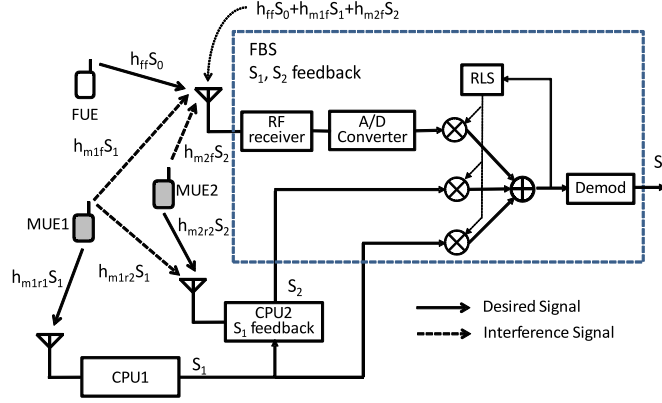 hffS0+hm1fS1+hm2fS2
FBS
S1, S2 feedback
hffS0
RLS
FUE
RF receiver
A/D Converter
hm1fS1
hm2fS2
MUE2
Demod
S
MUE1
hm2r2S2
hm1r1S1
hm1r2S1
S2
CPU2
S1 feedback
Desired Signal
Interference Signal
CPU1
S1